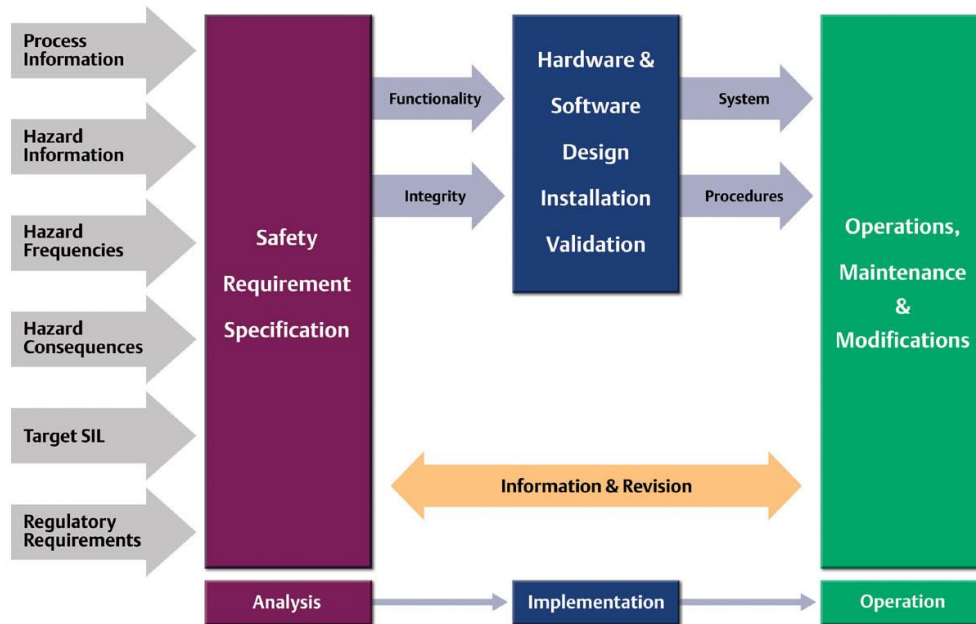 Process
Information
Hazard
Information
Hazard
Frequencies
Hazard
Consequences
Target SIL
Regulatory
Requirements
Safety
Requirement
Specification
Functionality
Integrity
Hardware &
Software
Design
Installation
Validation
System
Procedures
Operations,
Maintenance
&
Modifications
Information & Revision
Analysis
Implementation
Operation